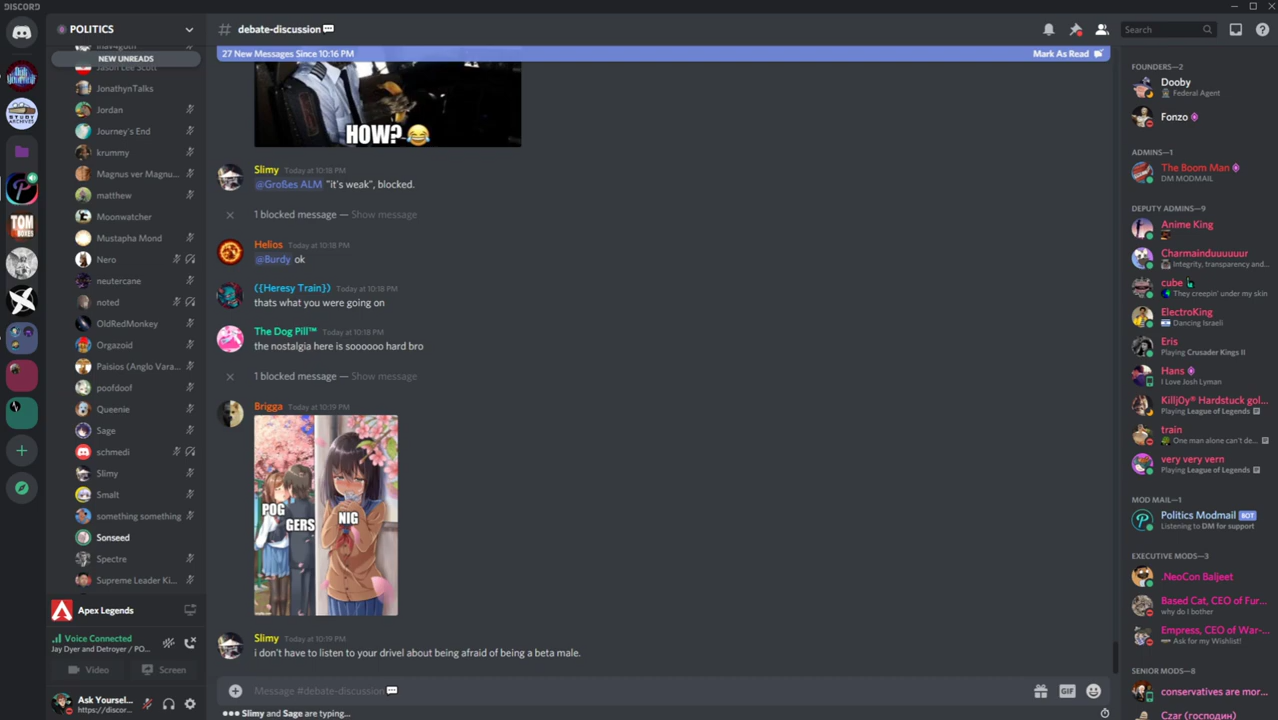 DISCORD
POLITICS
NEW UNREADS
Jason Lee Scott
JonathynTalks
Jordan
Journey's End
krummy
Magnus ver Magnu...
matthew
Moonwatcher
Mustapha Mond
Nero
neutercane
noted
OldRedMonkey
Orgazoid
Paisios (Anglo Vara...
poofdoof
Queenie
Sage
schmedi
Slimy
Smalt
something something
Sonseed
Spectre
Supreme Leader Ki...
Apex Legends
Voice Connected
Jay Dyer and Detroyer / PO...
Video
Screen
Ask Yoursel...
https://discor...
# debate-discussion
Search
27 New Messages Since 10:16 PM
Mark As Read
HOW? 😂
Slimy Today at 10:18 PM
@Großes ALM "it's weak", blocked.
1 blocked message — Show message
Helios Today at 10:18 PM
@Burdy ok
({Heresy Train}) Today at 10:18 PM
thats what you were going on
The Dog Pill™ Today at 10:18 PM
the nostalgia here is soooooo hard bro
1 blocked message — Show message
Brigga Today at 10:19 PM
POG
GERS
NIG
Slimy Today at 10:19 PM
i don't have to listen to your drivel about being afraid of being a beta male.
Message #debate-discussion
GIF
Slimy and Sage are typing...
FOUNDERS—2
Dooby
Federal Agent
Fonzo
ADMINS—1
The Boom Man
DM MODMAIL
DEPUTY ADMINS—9
Anime King
Charmainduuuuuur
Integrity, transparency and...
cube
They creepin' under my skin
ElectroKing
Dancing Israeli
Eris
Playing Crusader Kings II
Hans
I Love Josh Lyman
Killj0y® Hardstuck gol...
Playing League of Legends
train
One man alone can't de...
very very vern
Playing League of Legends
MOD MAIL—1
Politics Modmail BOT
Listening to DM for support
EXECUTIVE MODS—3
.NeoCon Baljeet
Based Cat, CEO of Fur...
why do I bother
Empress, CEO of War-...
Ask for my Wishlist!
SENIOR MODS—8
conservatives are mor...
Czar (господин)